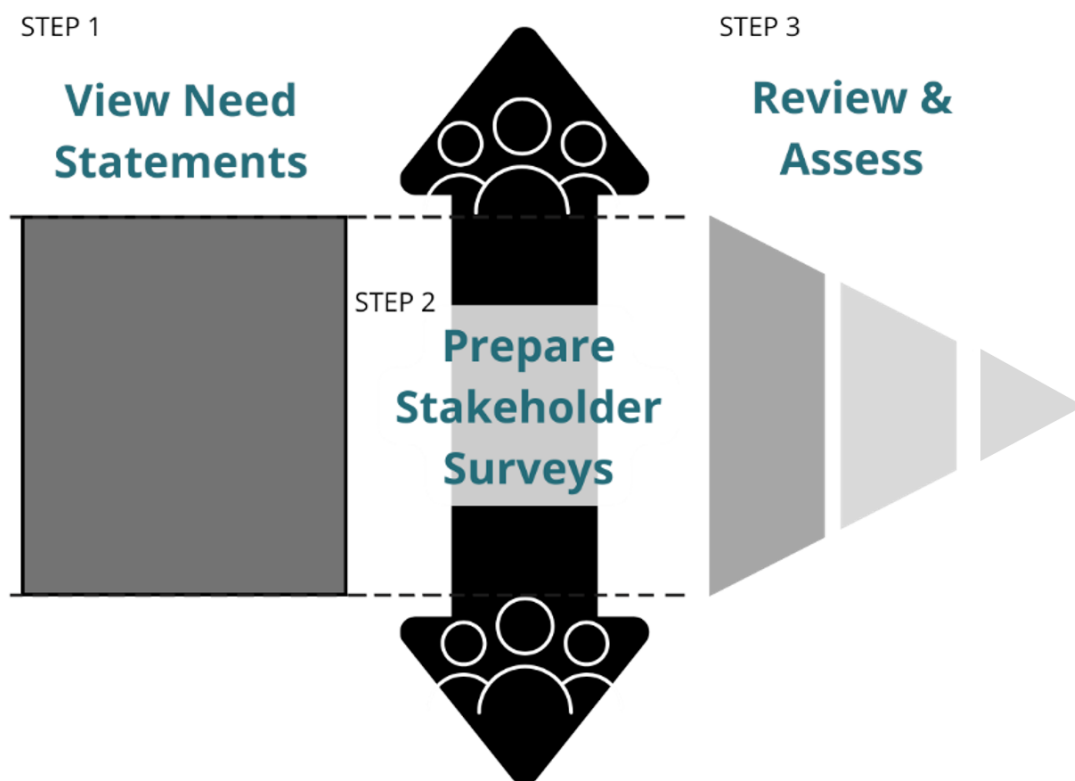 STEP 1
View Need
Statements
STEP 2
Prepare
Stakeholder
Surveys
STEP 3
Review &
Assess